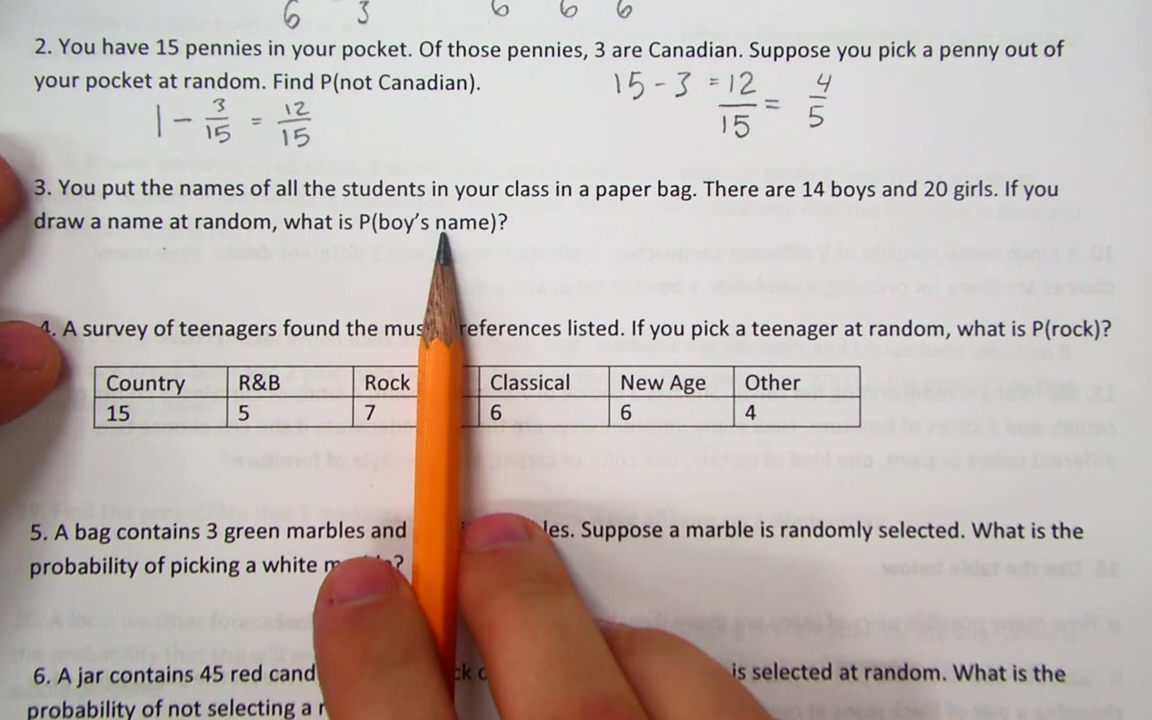 6 3 6 6 6
2. You have 15 pennies in your pocket. Of those pennies, 3 are Canadian. Suppose you pick a penny out of
your pocket at random. Find P(not Canadian).
15 - 3 = 12/15 = 4/5
1 - 3/15 = 12/15
3. You put the names of all the students in your class in a paper bag. There are 14 boys and 20 girls. If you
draw a name at random, what is P(boy's name)?
4. A survey of teenagers found the references listed. If you pick a teenager at random, what is P(rock)?
Country R&B Rock Classical New Age Other
15 5 7 6 6 4
5. A bag contains 3 green marbles and Suppose a marble is randomly selected. What is the
probability of picking a white
6. A jar contains 45 red is selected at random. What is the
probability of not selecting a